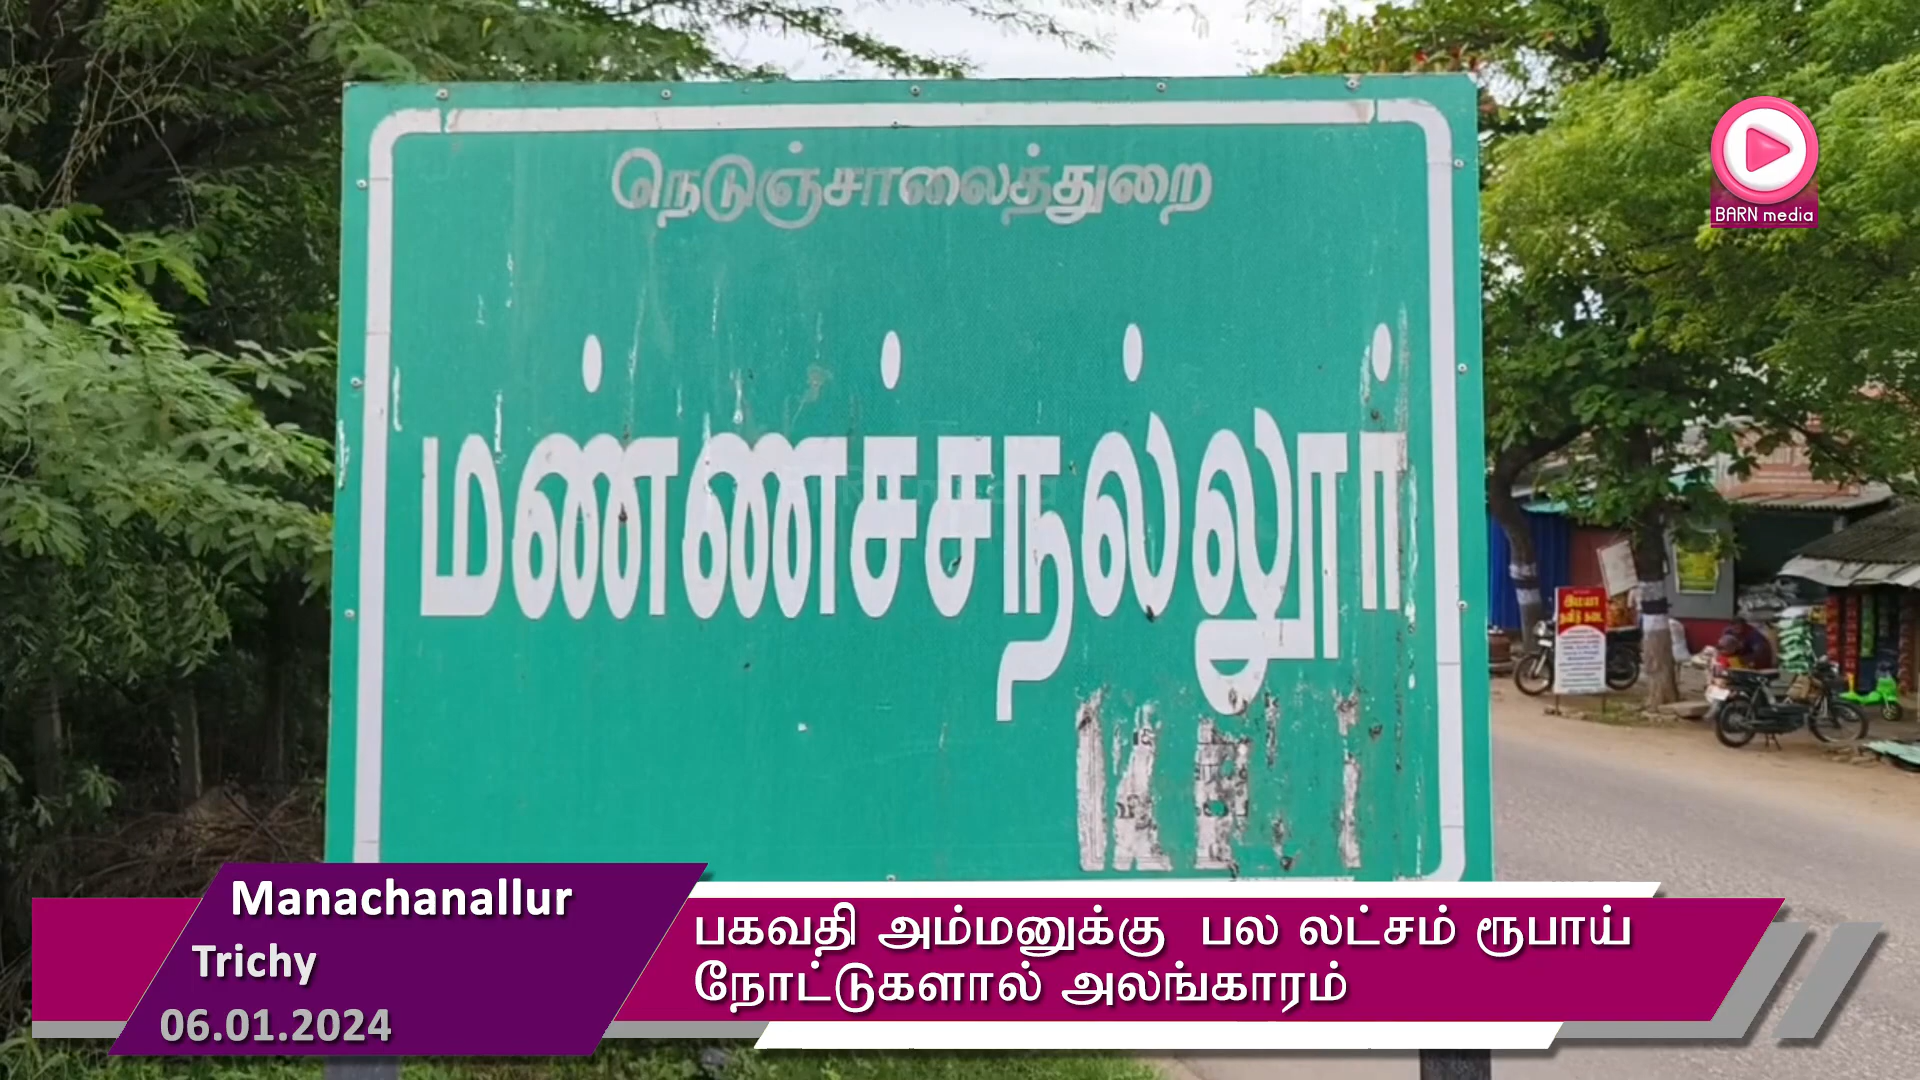 நெடுஞ்சாலைத்துறை
மண்ணச்சநல்லூர்
BARN media
Manachanallur
Trichy
06.01.2024
பகவதி அம்மனுக்கு பல லட்சம் ரூபாய்
நோட்டுகளால் அலங்காரம்